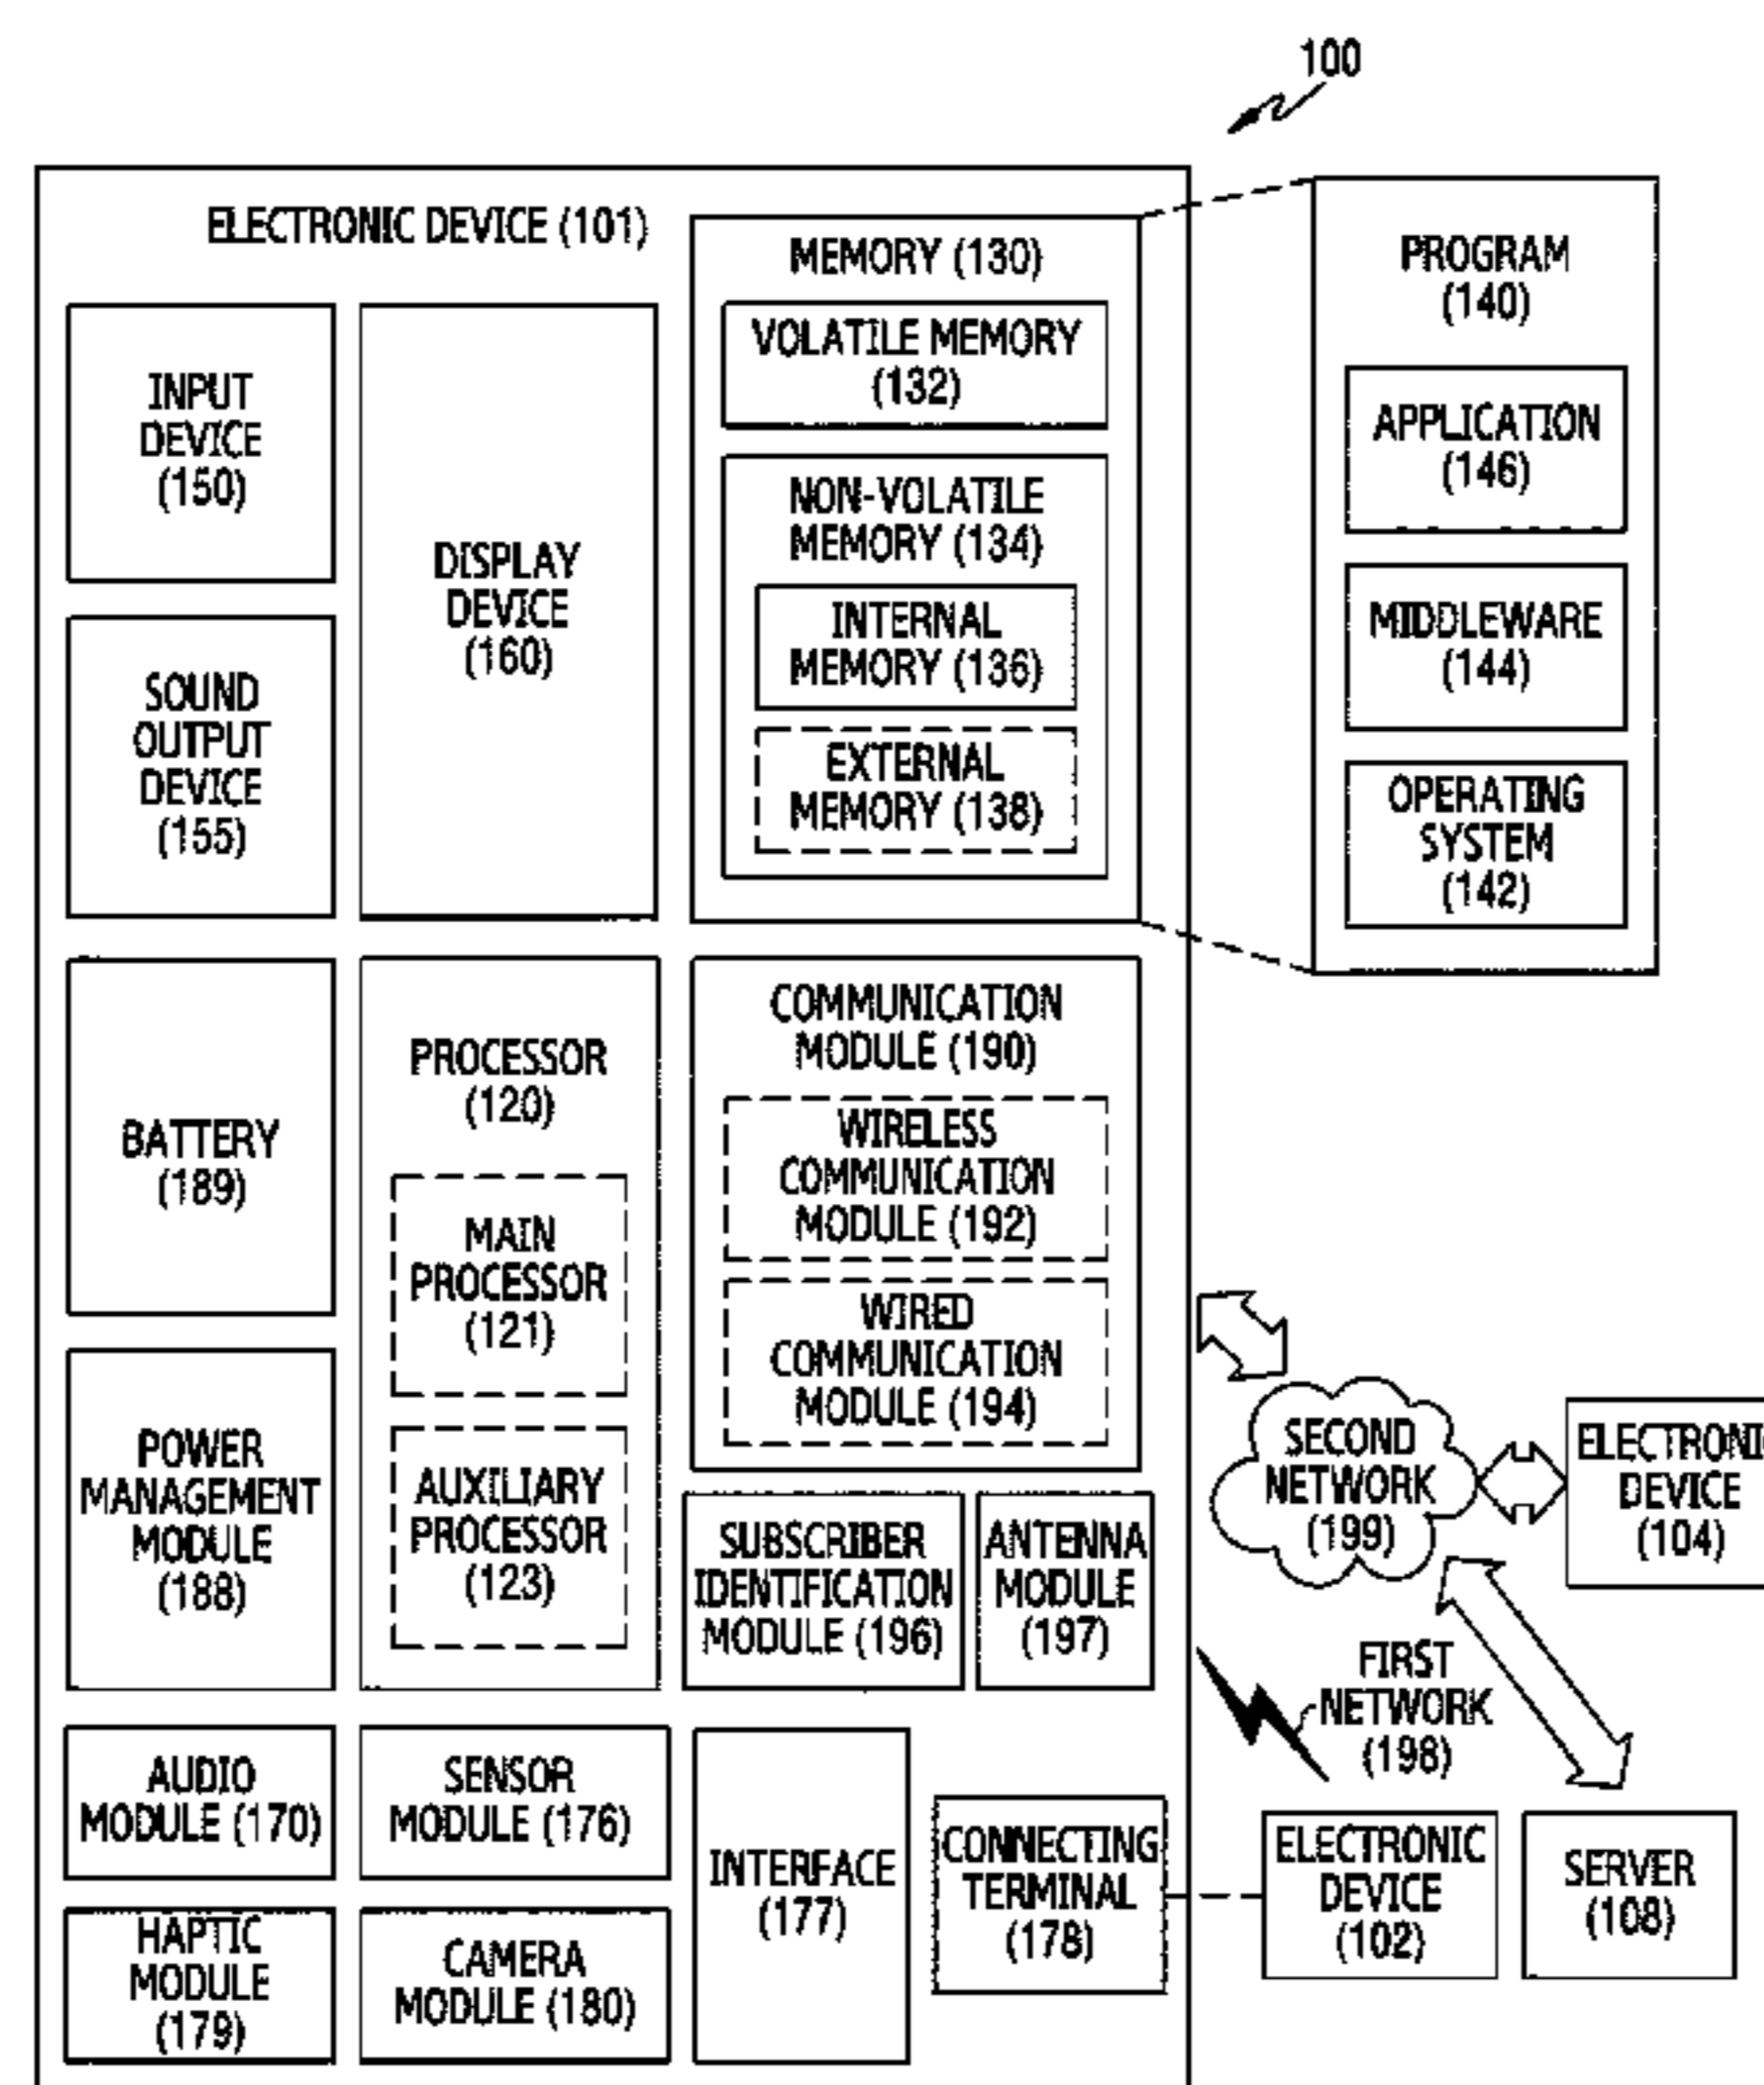 100
ELECTRONIC DEVICE (101)
INPUT
DEVICE
(150)
SOUND
OUTPUT
DEVICE
(155)
DISPLAY
DEVICE
(160)
MEMORY (130)
VOLATILE MEMORY
(132)
NON-VOLATILE
MEMORY (134)
INTERNAL
MEMORY (136)
EXTERNAL
MEMORY (138)
PROGRAM
(140)
APPLICATION
(146)
MIDDLEWARE
(144)
OPERATING
SYSTEM
(142)
BATTERY
(189)
POWER
MANAGEMENT
MODULE
(188)
PROCESSOR
(120)
MAIN
PROCESSOR
(121)
AUXILIARY
PROCESSOR
(123)
COMMUNICATION
MODULE (190)
WIRELESS
COMMUNICATION
MODULE (192)
WIRED
COMMUNICATION
MODULE (194)
SUBSCRIBER
IDENTIFICATION
MODULE (196)
ANTENNA
MODULE
(197)
SECOND
NETWORK
(199)
ELECTRONI
DEVICE
(104)
FIRST
NETWORK
(198)
AUDIO
MODULE (170)
SENSOR
MODULE (176)
INTERFACE
(177)
CONNECTING
TERMINAL
(178)
ELECTRONIC
DEVICE
(102)
SERVER
(108)
HAPTIC
MODULE
(179)
CAMERA
MODULE (180)